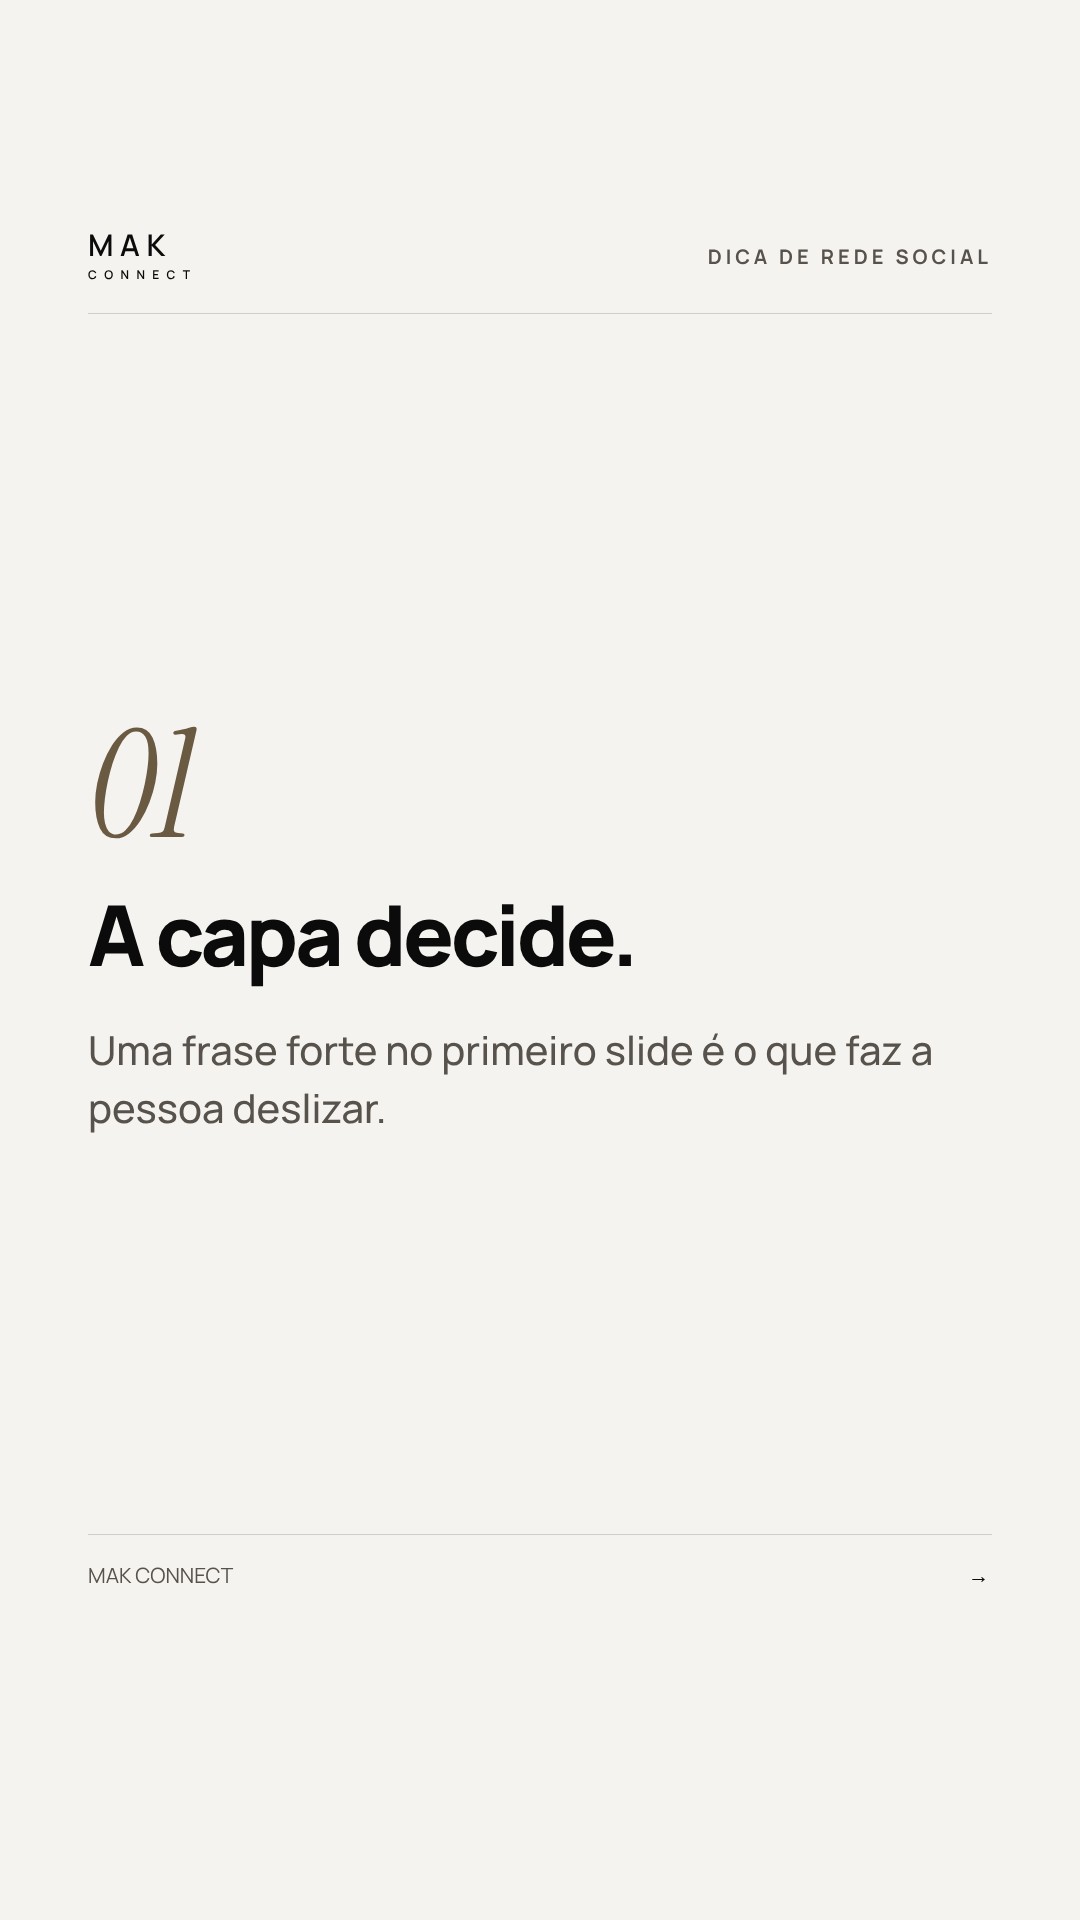 MAK
CONNECT
DICA DE REDE SOCIAL
01
A capa decide.
Uma frase forte no primeiro slide é o que faz a
pessoa deslizar.
MAK CONNECT
→